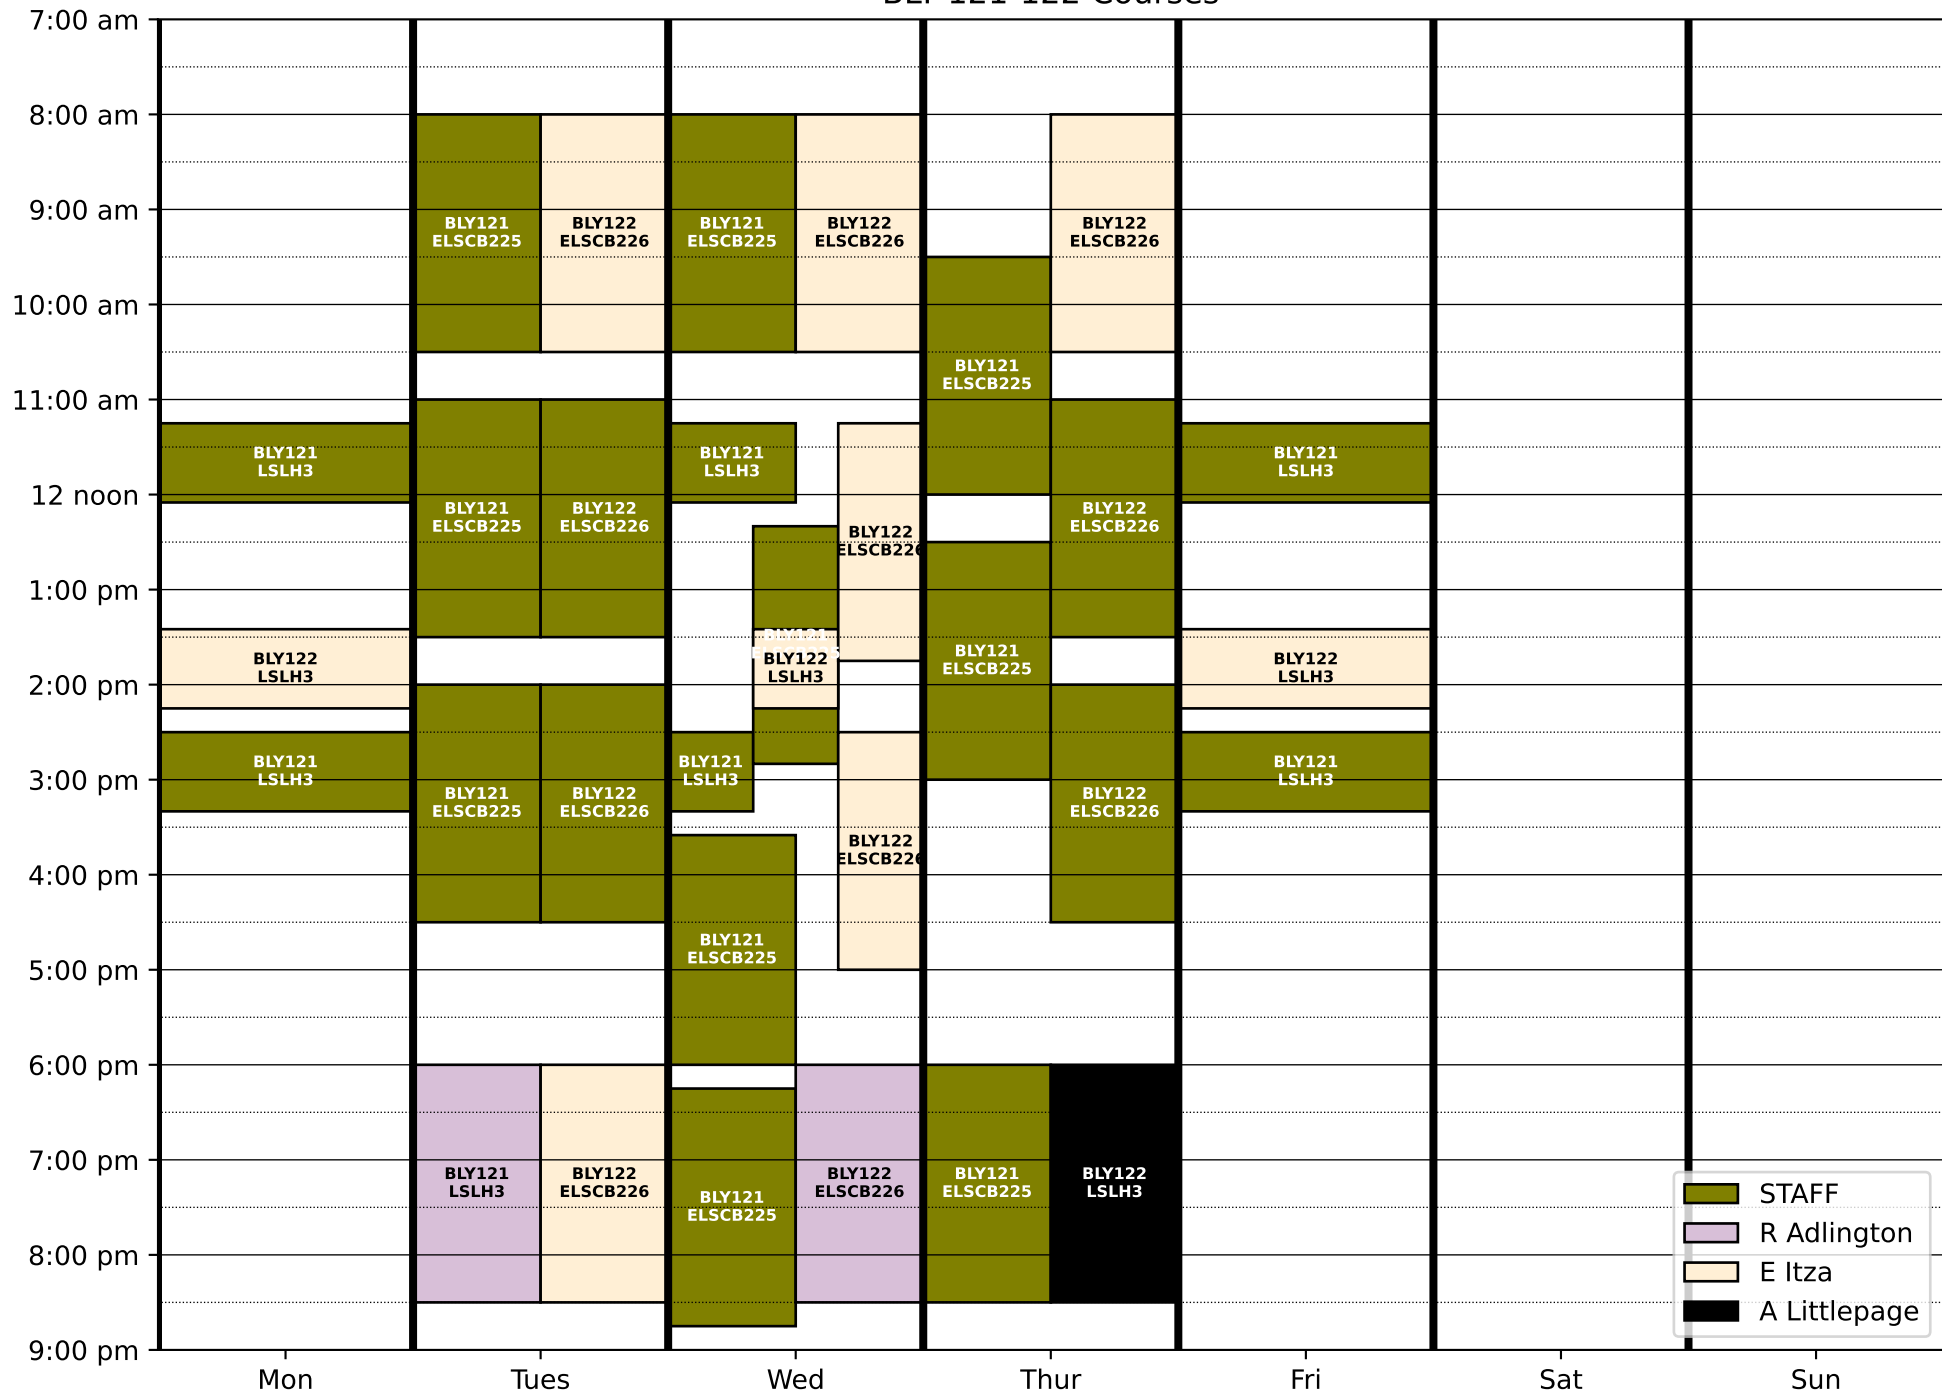 BLY 121-122 Courses
7:00 am
8:00 am
9:00 am
10:00 am
11:00 am
12 noon
1:00 pm
2:00 pm
3:00 pm
4:00 pm
5:00 pm
6:00 pm
7:00 pm
8:00 pm
9:00 pm
BLY121
LSLH3
BLY122
LSLH3
BLY121
LSLH3
BLY121
ELSCB225
BLY122
ELSCB226
BLY121
ELSCB225
BLY122
ELSCB226
BLY121
ELSCB225
BLY122
ELSCB226
BLY121
LSLH3
BLY122
ELSCB226
BLY121
ELSCB225
BLY122
ELSCB226
BLY121
LSLH3
BLY122
ELSCB226
BLY121
BLY122
LSLH3
BLY121
LSLH3
BLY122
ELSCB226
BLY121
ELSCB225
BLY121
ELSCB225
BLY122
ELSCB226
BLY122
ELSCB226
BLY121
ELSCB225
BLY122
ELSCB226
BLY121
ELSCB225
BLY122
ELSCB226
BLY121
ELSCB225
BLY122
LSLH3
BLY121
LSLH3
BLY122
LSLH3
BLY121
LSLH3
STAFF
R Adlington
E Itza
A Littlepage
Mon
Tues
Wed
Thur
Fri
Sat
Sun